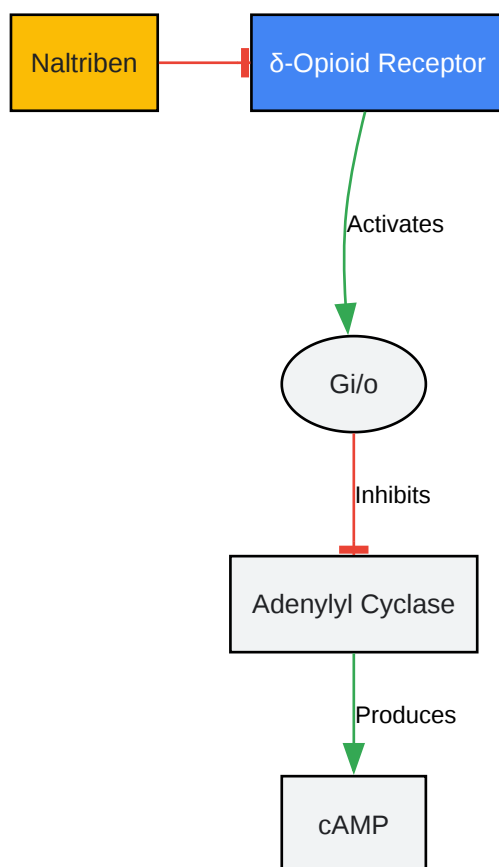 Naltriben
δ-Opioid Receptor
Activates
Gi/o
Inhibits
Adenylyl Cyclase
Produces
cAMP